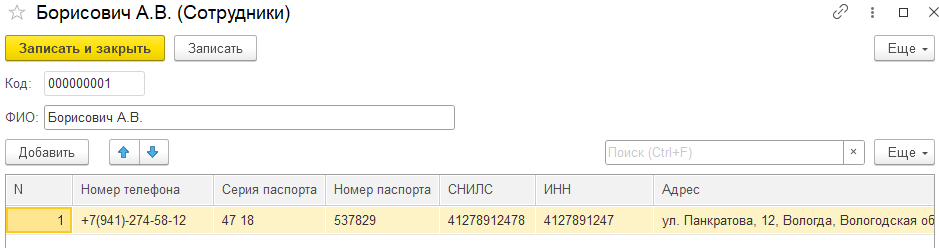 Борисович А.В. (Сотрудники)
Записать и закрыть Записать Еще
Код: 000000001
ФИО: Борисович А.В.
Добавить Поиск (Ctrl+F) × Еще
N Номер телефона Серия паспорта Номер паспорта СНИЛС ИНН Адрес
1 +7(941)-274-58-12 47 18 537829 41278912478 4127891247 ул. Панкратова, 12, Вологда, Вологодская об